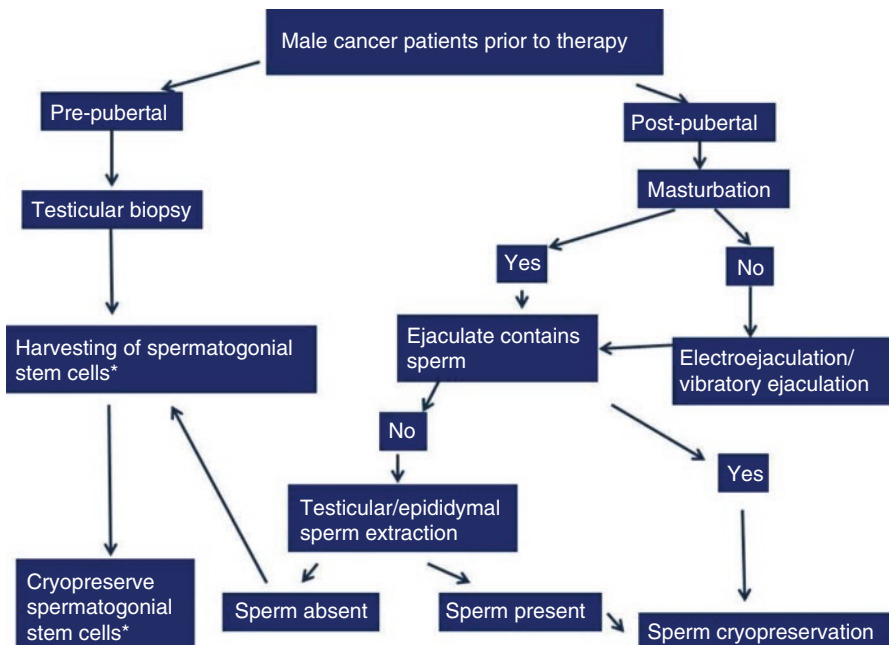 Male cancer patients prior to therapy
Pre-pubertal
Post-pubertal
Testicular biopsy
Masturbation
Yes
No
Harvesting of spermatogonial
stem cells*
Ejaculate contains
sperm
Electroejaculation/
vibratory ejaculation
No
Yes
Testicular/epididymal
sperm extraction
Cryopreserve
spermatogonial
stem cells*
Sperm absent
Sperm present
Sperm cryopreservation